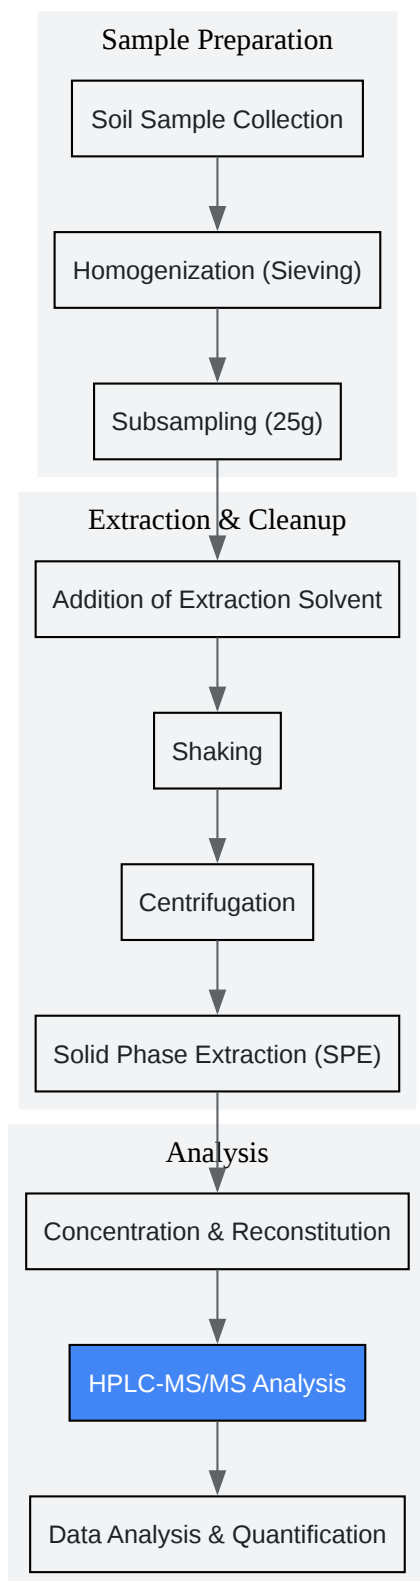 Sample Preparation
Soil Sample Collection
Homogenization (Sieving)
Subsampling (25g)
Extraction & Cleanup
Addition of Extraction Solvent
Shaking
Centrifugation
Solid Phase Extraction (SPE)
Analysis
Concentration & Reconstitution
HPLC-MS/MS Analysis
Data Analysis & Quantification